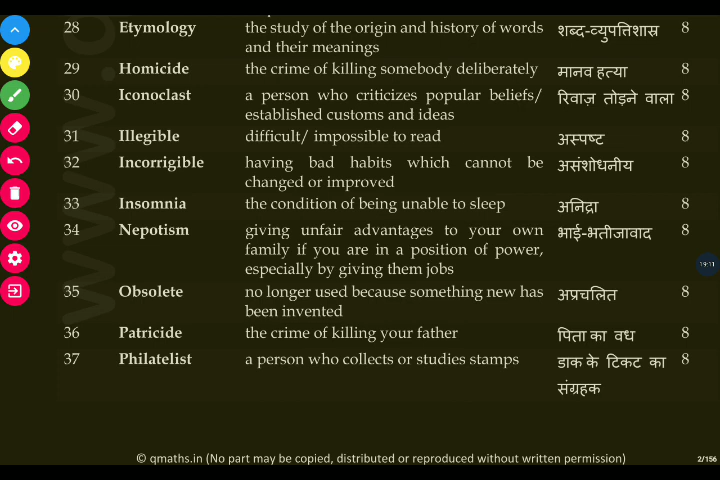 28 Etymology the study of the origin and history of words शब्द-व्युपत्तिशास्त्र 8
and their meanings
29 Homicide the crime of killing somebody deliberately मानव हत्या 8
30 Iconoclast a person who criticizes popular beliefs/ रिवाज़ तोड़ने वाला 8
established customs and ideas
31 Illegible difficult/ impossible to read अस्पष्ट 8
32 Incorrigible having bad habits which cannot be असंशोधनीय 8
changed or improved
33 Insomnia the condition of being unable to sleep अनिद्रा 8
34 Nepotism giving unfair advantages to your own भाई-भतीजावाद 8
family if you are in a position of power,
especially by giving them jobs
35 Obsolete no longer used because something new has अप्रचलित 8
been invented
36 Patricide the crime of killing your father पिता का वध 8
37 Philatelist a person who collects or studies stamps डाक के टिकट का 8
संग्रहक
19:11
© qmaths.in (No part may be copied, distributed or reproduced without written permission) 2/156